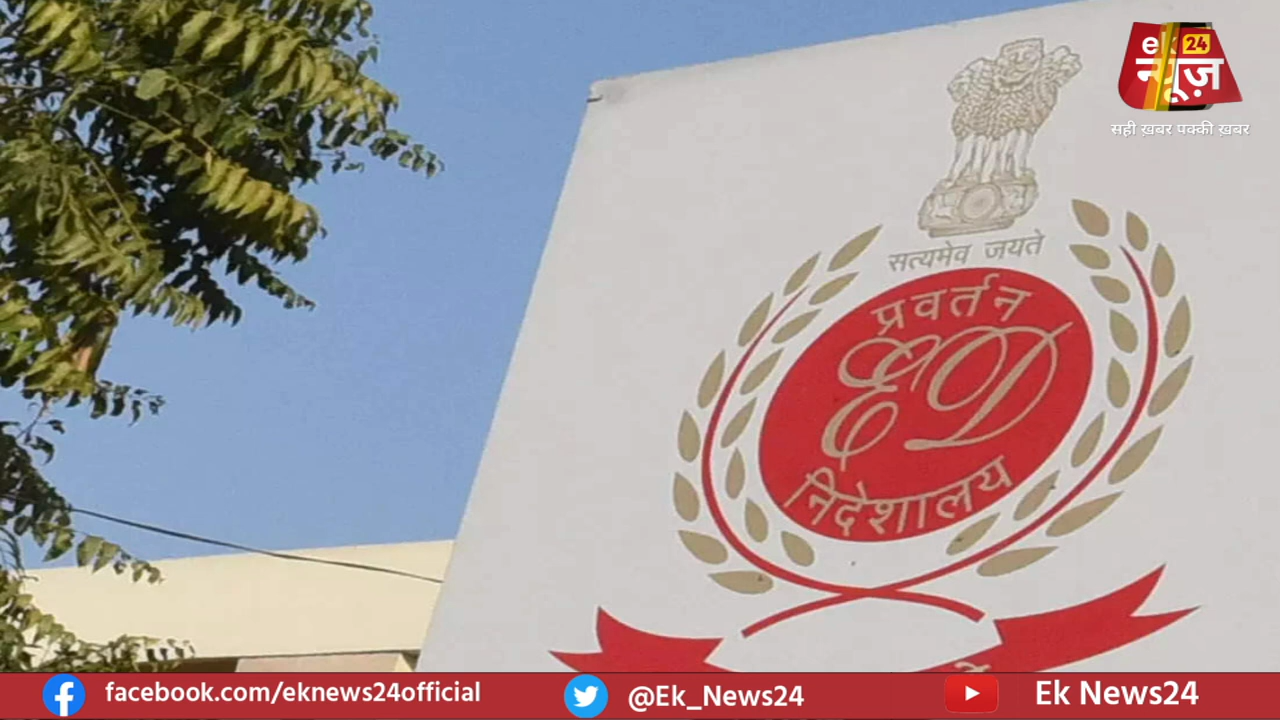 ek 24
न्यूज़
सही ख़बर पक्की ख़बर
सत्यमेव जयते
प्रवर्तन
ED
निदेशालय
facebook.com/eknews24official
@Ek_News24
Ek News24